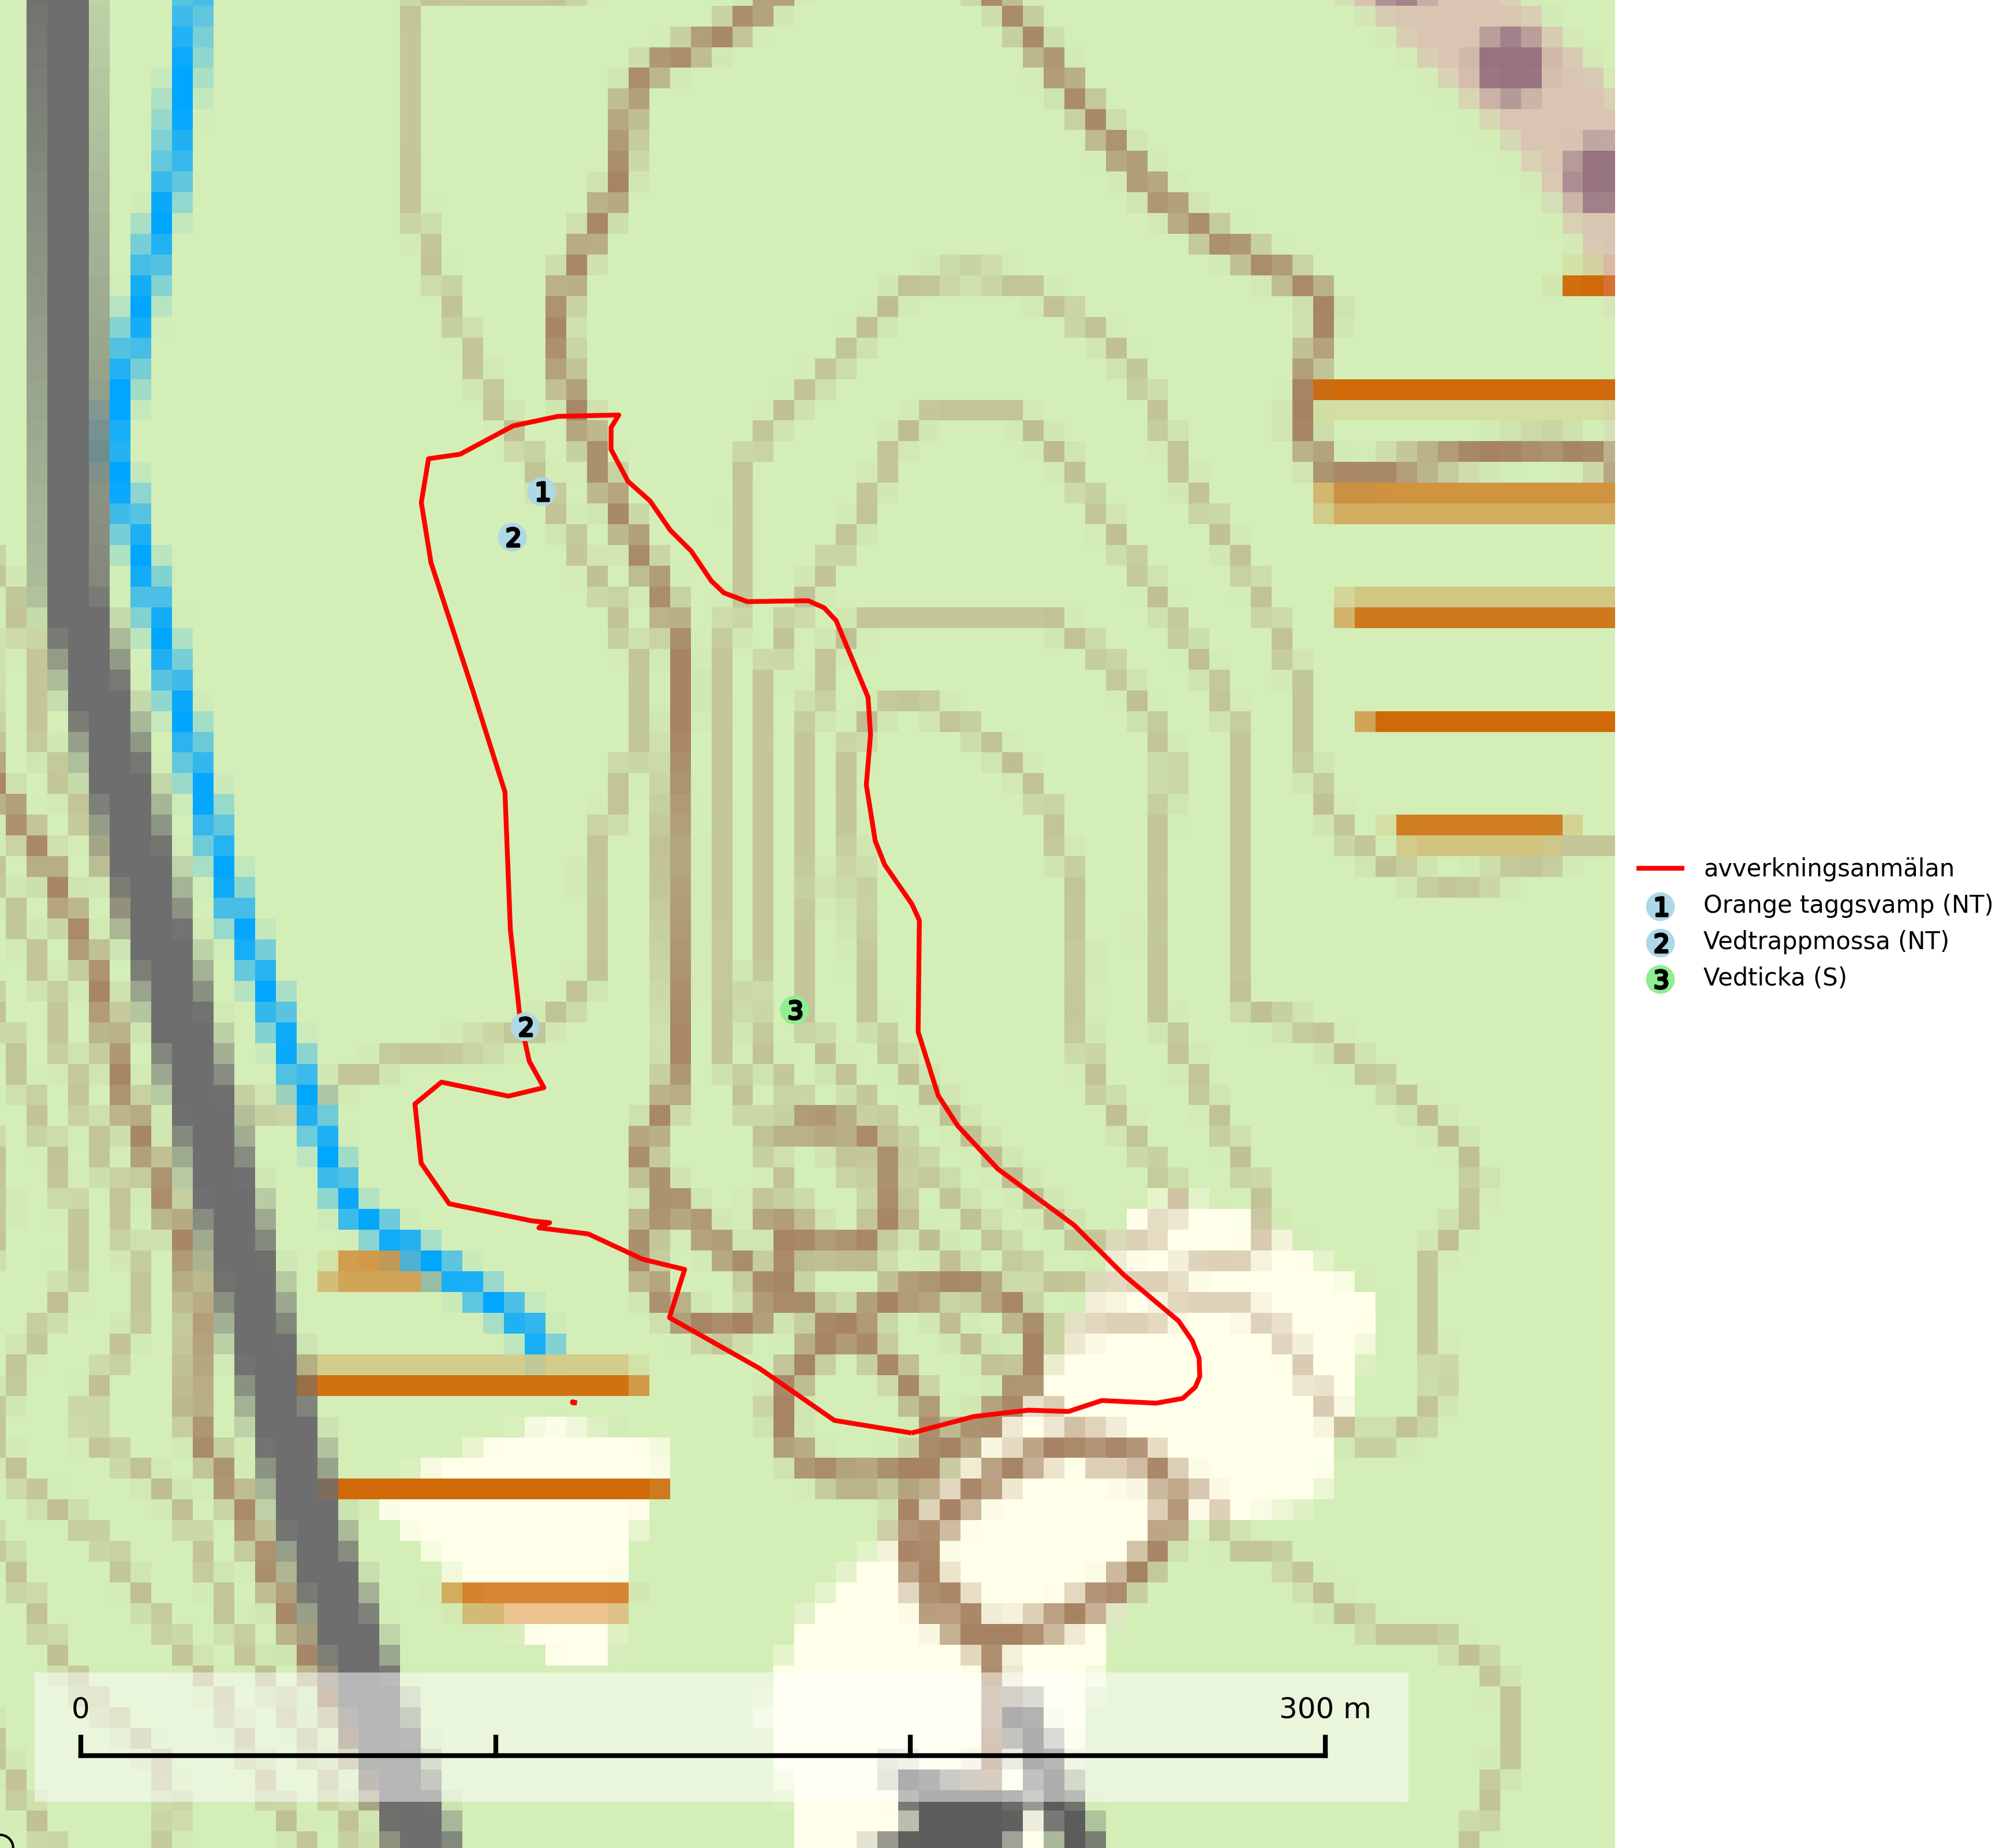 1
2
2
3
avverkningsanmälan
1 Orange taggsvamp (NT)
2 Vedtrappmossa (NT)
3 Vedticka (S)
0 300 m